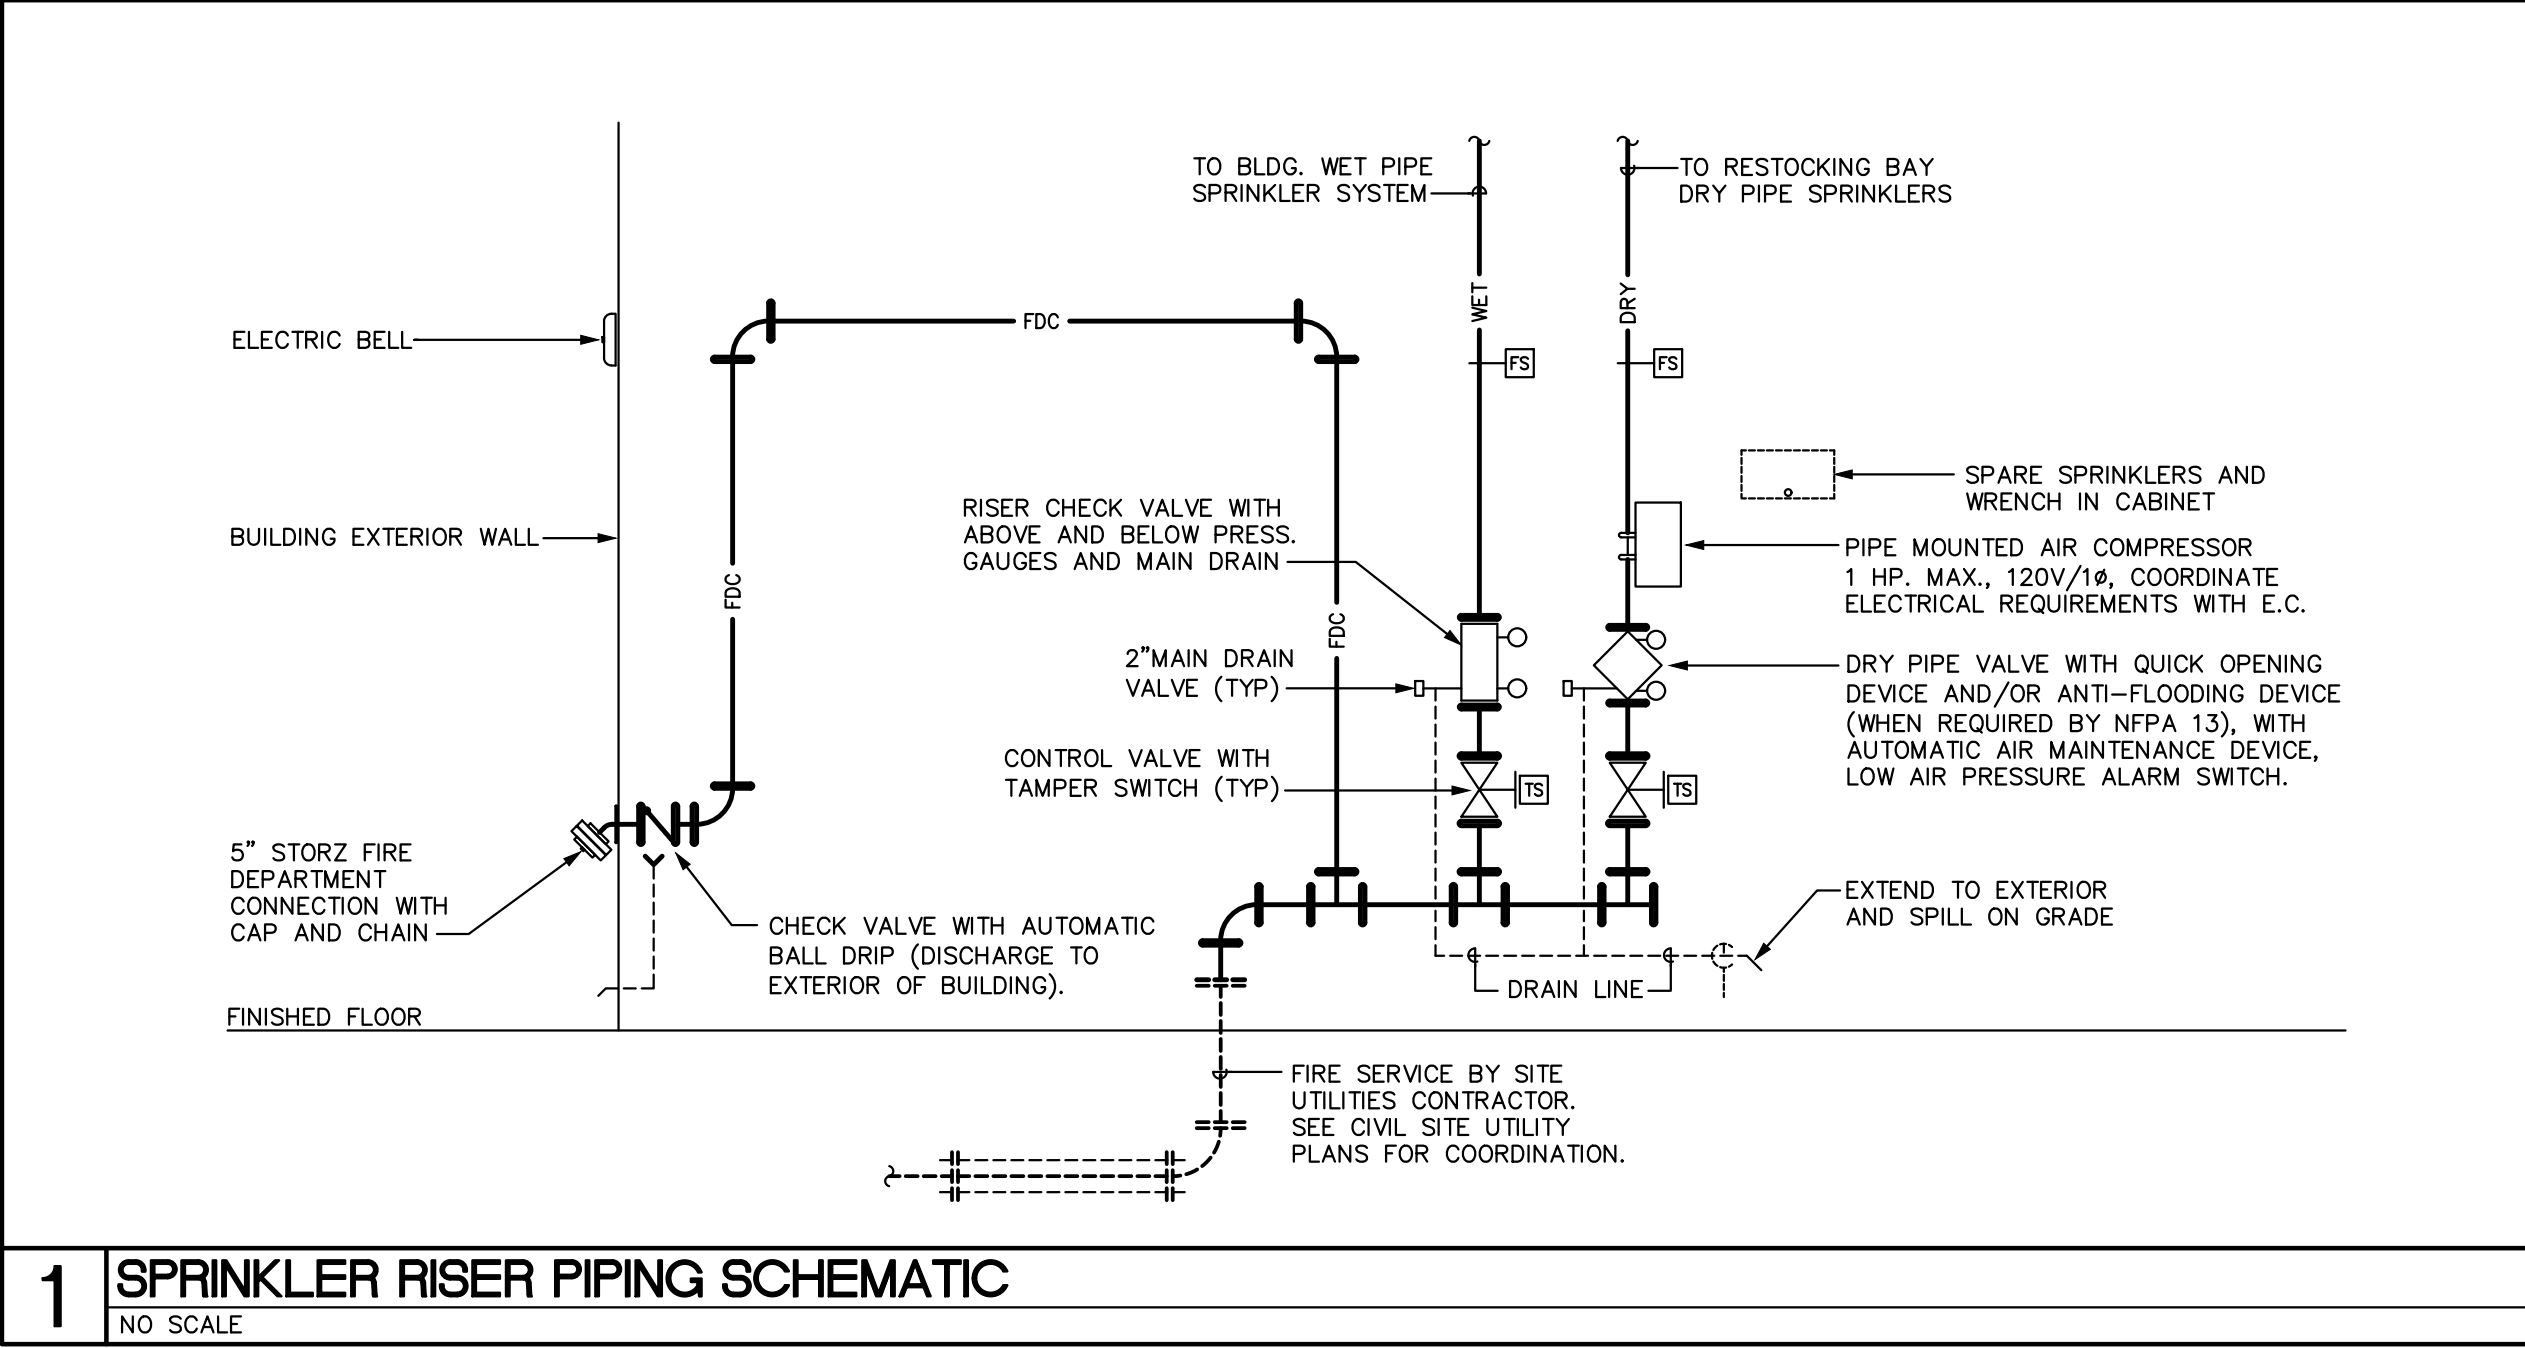 TO BLDG. WET PIPE
SPRINKLER SYSTEM
TO RESTOCKING BAY
DRY PIPE SPRINKLERS
WET
DRY
FDC
ELECTRIC BELL
FS
FS
SPARE SPRINKLERS AND
WRENCH IN CABINET
RISER CHECK VALVE WITH
ABOVE AND BELOW PRESS.
GAUGES AND MAIN DRAIN
BUILDING EXTERIOR WALL
PIPE MOUNTED AIR COMPRESSOR
1 HP. MAX., 120V/1ø, COORDINATE
ELECTRICAL REQUIREMENTS WITH E.C.
FDC
FDC
2"MAIN DRAIN
VALVE (TYP)
DRY PIPE VALVE WITH QUICK OPENING
DEVICE AND/OR ANTI-FLOODING DEVICE
(WHEN REQUIRED BY NFPA 13), WITH
AUTOMATIC AIR MAINTENANCE DEVICE,
LOW AIR PRESSURE ALARM SWITCH.
CONTROL VALVE WITH
TAMPER SWITCH (TYP)
TS
TS
5" STORZ FIRE
DEPARTMENT
CONNECTION WITH
CAP AND CHAIN
CHECK VALVE WITH AUTOMATIC
BALL DRIP (DISCHARGE TO
EXTERIOR OF BUILDING).
EXTEND TO EXTERIOR
AND SPILL ON GRADE
DRAIN LINE
FINISHED FLOOR
FIRE SERVICE BY SITE
UTILITIES CONTRACTOR.
SEE CIVIL SITE UTILITY
PLANS FOR COORDINATION.
1
SPRINKLER RISER PIPING SCHEMATIC
NO SCALE